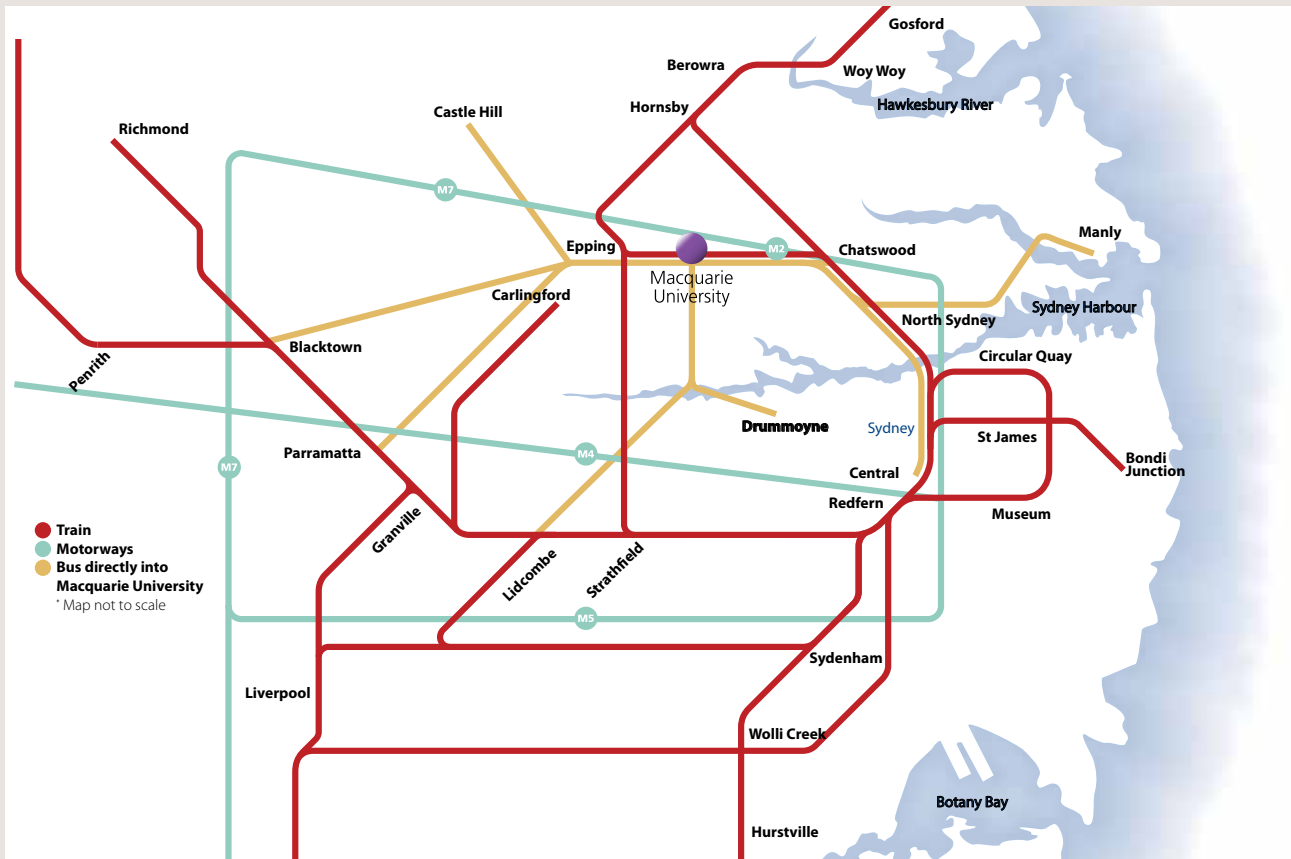 Gosford
Berowra
Woy Woy
Hornsby
Hawkesbury River
Castle Hill
Richmond
M7
Manly
Epping
M2
Chatswood
Macquarie
University
Carlingford
Sydney Harbour
North Sydney
Blacktown
Circular Quay
Penrith
Drummoyne
Sydney
St James
Parramatta
M4
Bondi
Junction
M7
Central
Redfern
Museum
Granville
Train
Motorways
Bus directly into
Macquarie University
* Map not to scale
Lidcombe
Strathfield
M5
Sydenham
Liverpool
Wolli Creek
Botany Bay
Hurstville